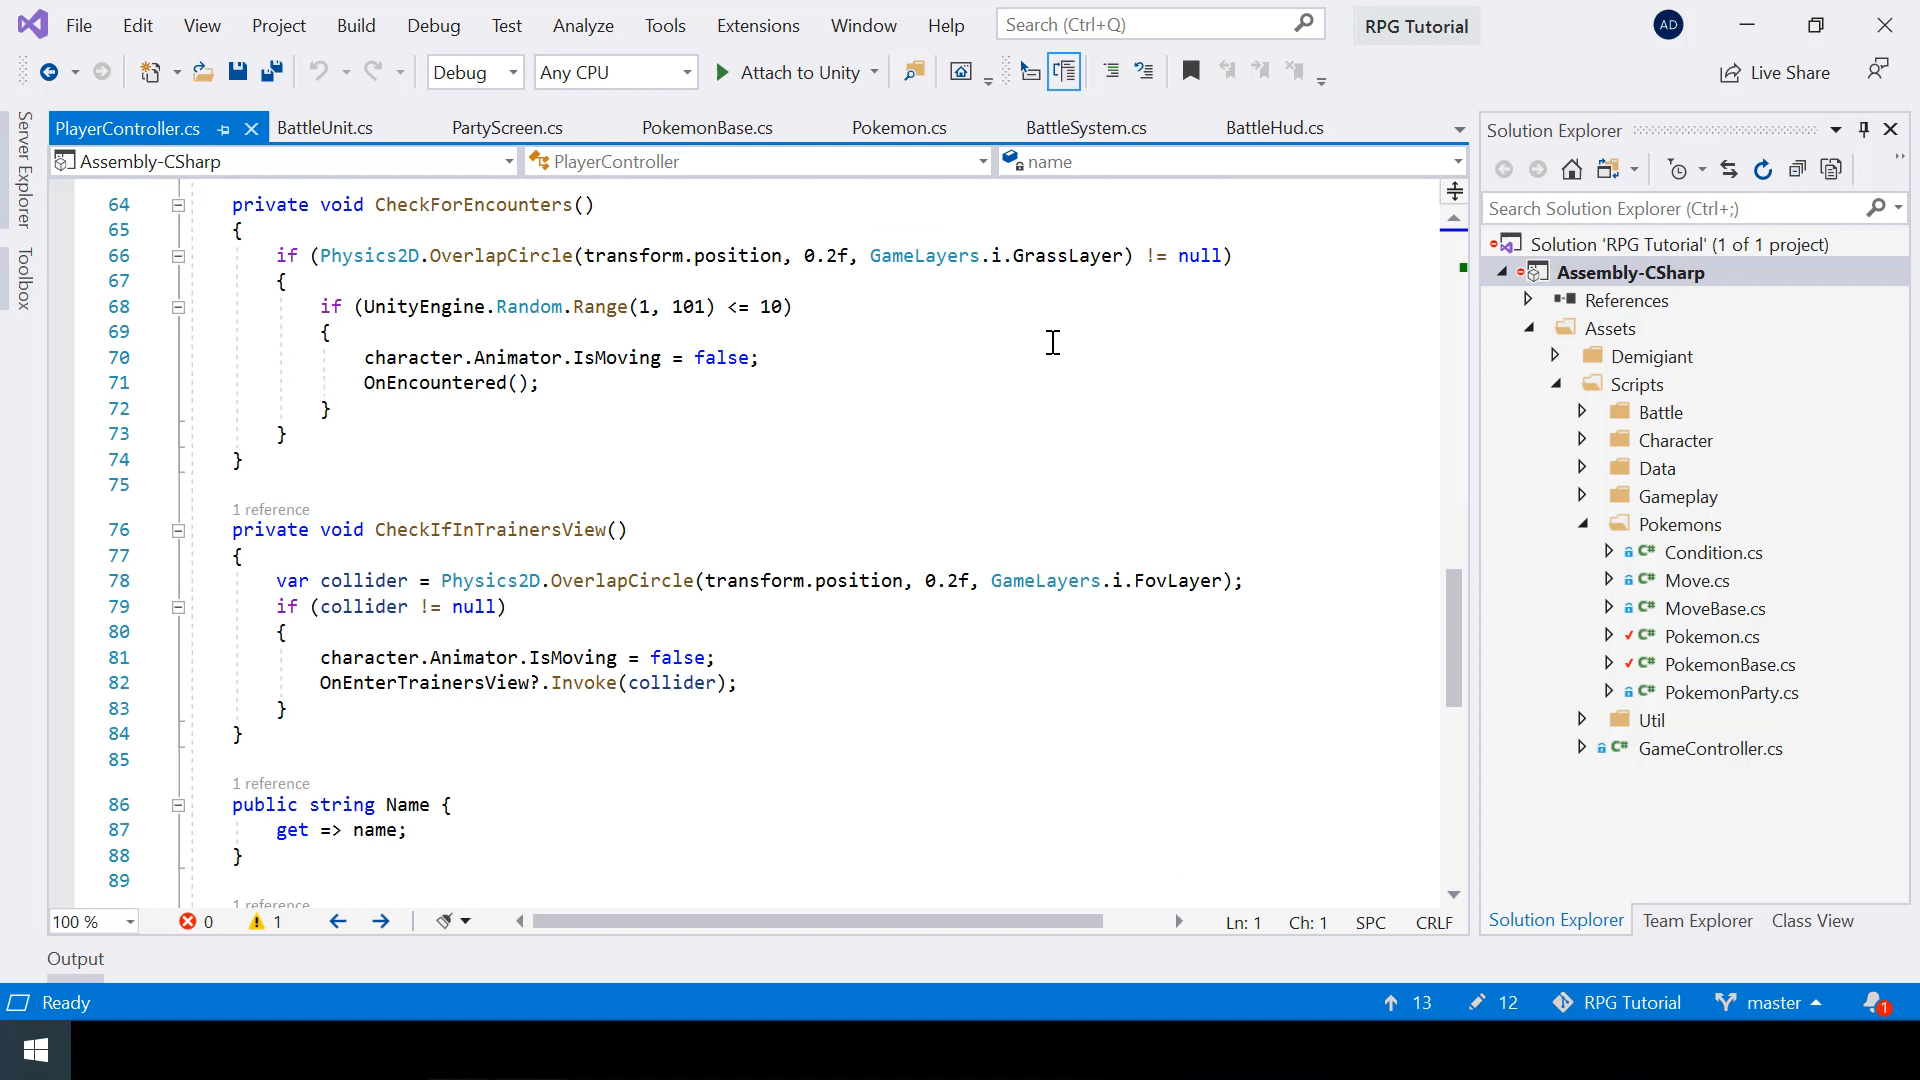 File Edit View Project Build Debug Test Analyze Tools Extensions Window Help Search (Ctrl+Q) RPG Tutorial AD
Debug Any CPU Attach to Unity Live Share
Server Explorer
Toolbox
PlayerController.cs BattleUnit.cs PartyScreen.cs PokemonBase.cs Pokemon.cs BattleSystem.cs BattleHud.cs
Assembly-CSharp PlayerController name
64 private void CheckForEncounters()
65 {
66 if (Physics2D.OverlapCircle(transform.position, 0.2f, GameLayers.i.GrassLayer) != null)
67 {
68 if (UnityEngine.Random.Range(1, 101) <= 10)
69 {
70 character.Animator.IsMoving = false;
71 OnEncountered();
72 }
73 }
74 }
75
1 reference
76 private void CheckIfInTrainersView()
77 {
78 var collider = Physics2D.OverlapCircle(transform.position, 0.2f, GameLayers.i.FovLayer);
79 if (collider != null)
80 {
81 character.Animator.IsMoving = false;
82 OnEnterTrainersView?.Invoke(collider);
83 }
84 }
85
1 reference
86 public string Name {
87 get => name;
88 }
89
1 reference
100 % 0 1 Ln: 1 Ch: 1 SPC CRLF
Output
Solution Explorer
Search Solution Explorer (Ctrl+;)
Solution 'RPG Tutorial' (1 of 1 project)
Assembly-CSharp
References
Assets
Demigiant
Scripts
Battle
Character
Data
Gameplay
Pokemons
C# Condition.cs
C# Move.cs
C# MoveBase.cs
C# Pokemon.cs
C# PokemonBase.cs
C# PokemonParty.cs
Util
C# GameController.cs
Solution Explorer Team Explorer Class View
Ready 13 12 RPG Tutorial master 1